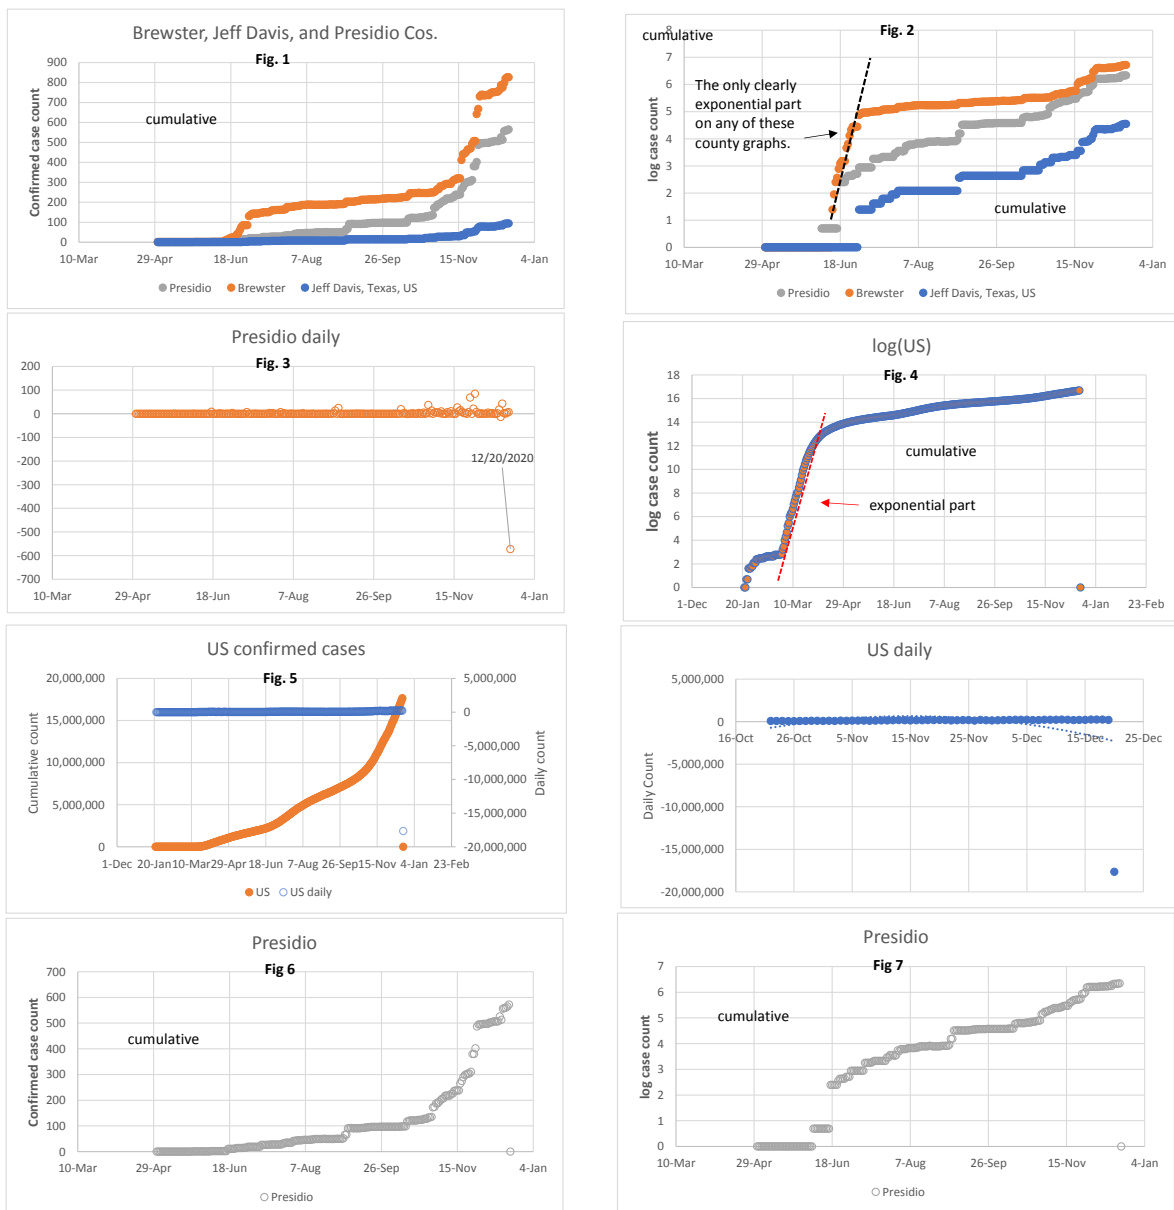 Brewster, Jeff Davis, and Presidio Cos.
Fig. 1
cumulative
Confirmed case count
900
800
700
600
500
400
300
200
100
0
10-Mar 29-Apr 18-Jun 7-Aug 26-Sep 15-Nov 4-Jan
Presidio Brewster Jeff Davis, Texas, US
Fig. 2
cumulative
The only clearly
exponential part
on any of these
county graphs.
cumulative
log case count
8
7
6
5
4
3
2
1
0
10-Mar 29-Apr 18-Jun 7-Aug 26-Sep 15-Nov 4-Jan
Presidio Brewster Jeff Davis, Texas, US
Presidio daily
Fig. 3
200
100
0
-100
-200
-300
-400
-500
-600
-700
12/20/2020
10-Mar 29-Apr 18-Jun 7-Aug 26-Sep 15-Nov 4-Jan
log(US)
Fig. 4
cumulative
exponential part
log case count
18
16
14
12
10
8
6
4
2
0
1-Dec 20-Jan 10-Mar 29-Apr 18-Jun 7-Aug 26-Sep 15-Nov 4-Jan 23-Feb
US confirmed cases
Fig. 5
Cumulative count
20,000,000
15,000,000
10,000,000
5,000,000
0
5,000,000
0
-5,000,000
-10,000,000
-15,000,000
-20,000,000
Daily count
1-Dec 20-Jan 10-Mar 29-Apr 18-Jun 7-Aug 26-Sep 15-Nov 4-Jan 23-Feb
US US daily
US daily
Daily Count
5,000,000
0
-5,000,000
-10,000,000
-15,000,000
-20,000,000
16-Oct 26-Oct 5-Nov 15-Nov 25-Nov 5-Dec 15-Dec 25-Dec
Presidio
Fig 6
cumulative
Confirmed case count
700
600
500
400
300
200
100
0
10-Mar 29-Apr 18-Jun 7-Aug 26-Sep 15-Nov 4-Jan
Presidio
Presidio
Fig 7
cumulative
log case count
7
6
5
4
3
2
1
0
10-Mar 29-Apr 18-Jun 7-Aug 26-Sep 15-Nov 4-Jan
Presidio